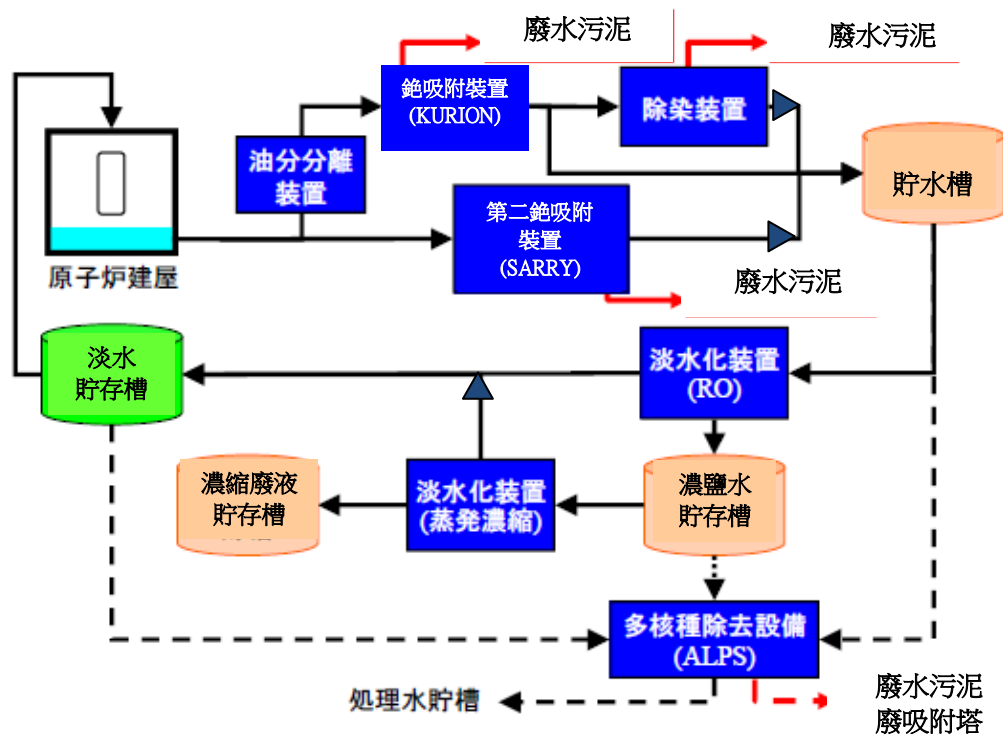 廢水污泥
廢水污泥
銫吸附裝置
(KURION)
除染装置
油分分離
装置
貯水槽
第二銫吸附
裝置
(SARRY)
原子炉建屋
廢水污泥
淡水
貯存槽
淡水化装置
(RO)
濃縮廢液
貯存槽
淡水化装置
(蒸発濃縮)
濃鹽水
貯存槽
多核種除去設備
(ALPS)
処理水貯槽
廢水污泥
廢吸附塔